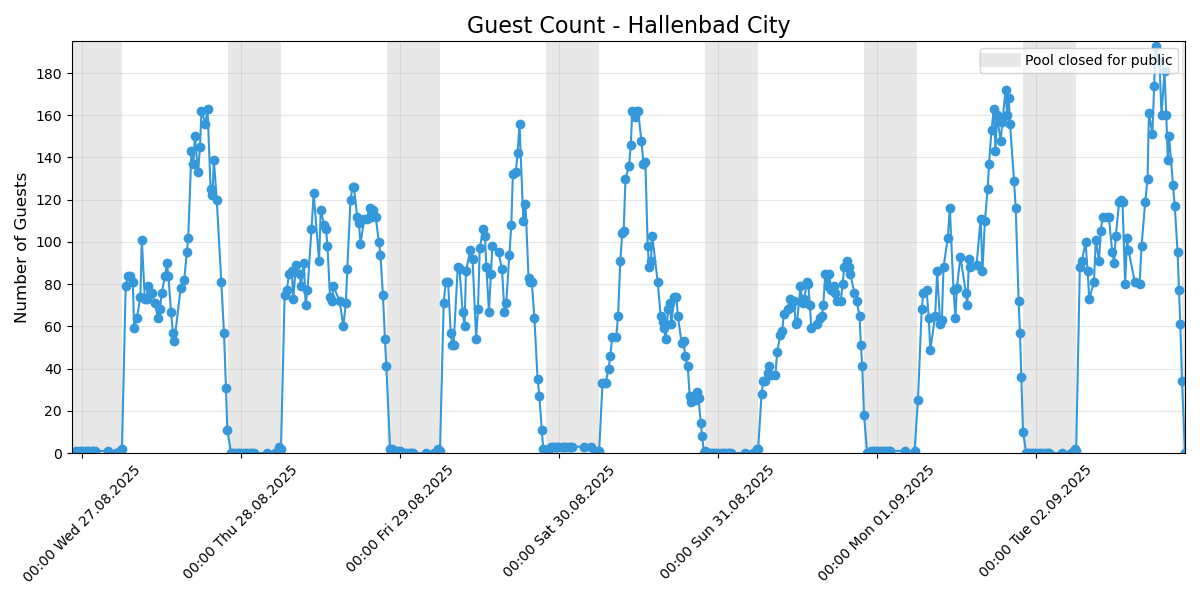 Guest Count - Hallenbad City
Pool closed for public
Number of Guests
180
160
140
120
100
80
60
40
20
0
00:00 Wed 27.08.2025
00:00 Thu 28.08.2025
00:00 Fri 29.08.2025
00:00 Sat 30.08.2025
00:00 Sun 31.08.2025
00:00 Mon 01.09.2025
00:00 Tue 02.09.2025